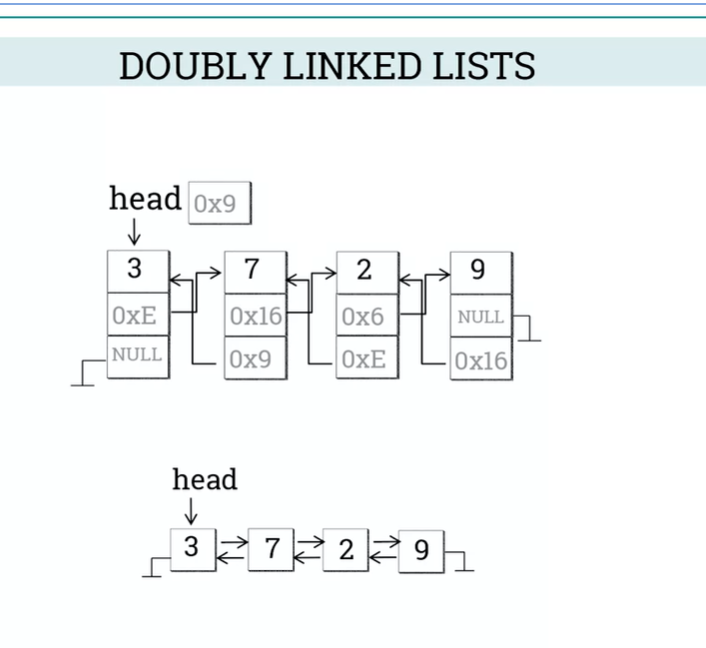 DOUBLY LINKED LISTS
head 0x9
3 7 2 9
0xE 0x16 0x6 NULL
NULL 0x9 0xE 0x16
head
3 7 2 9